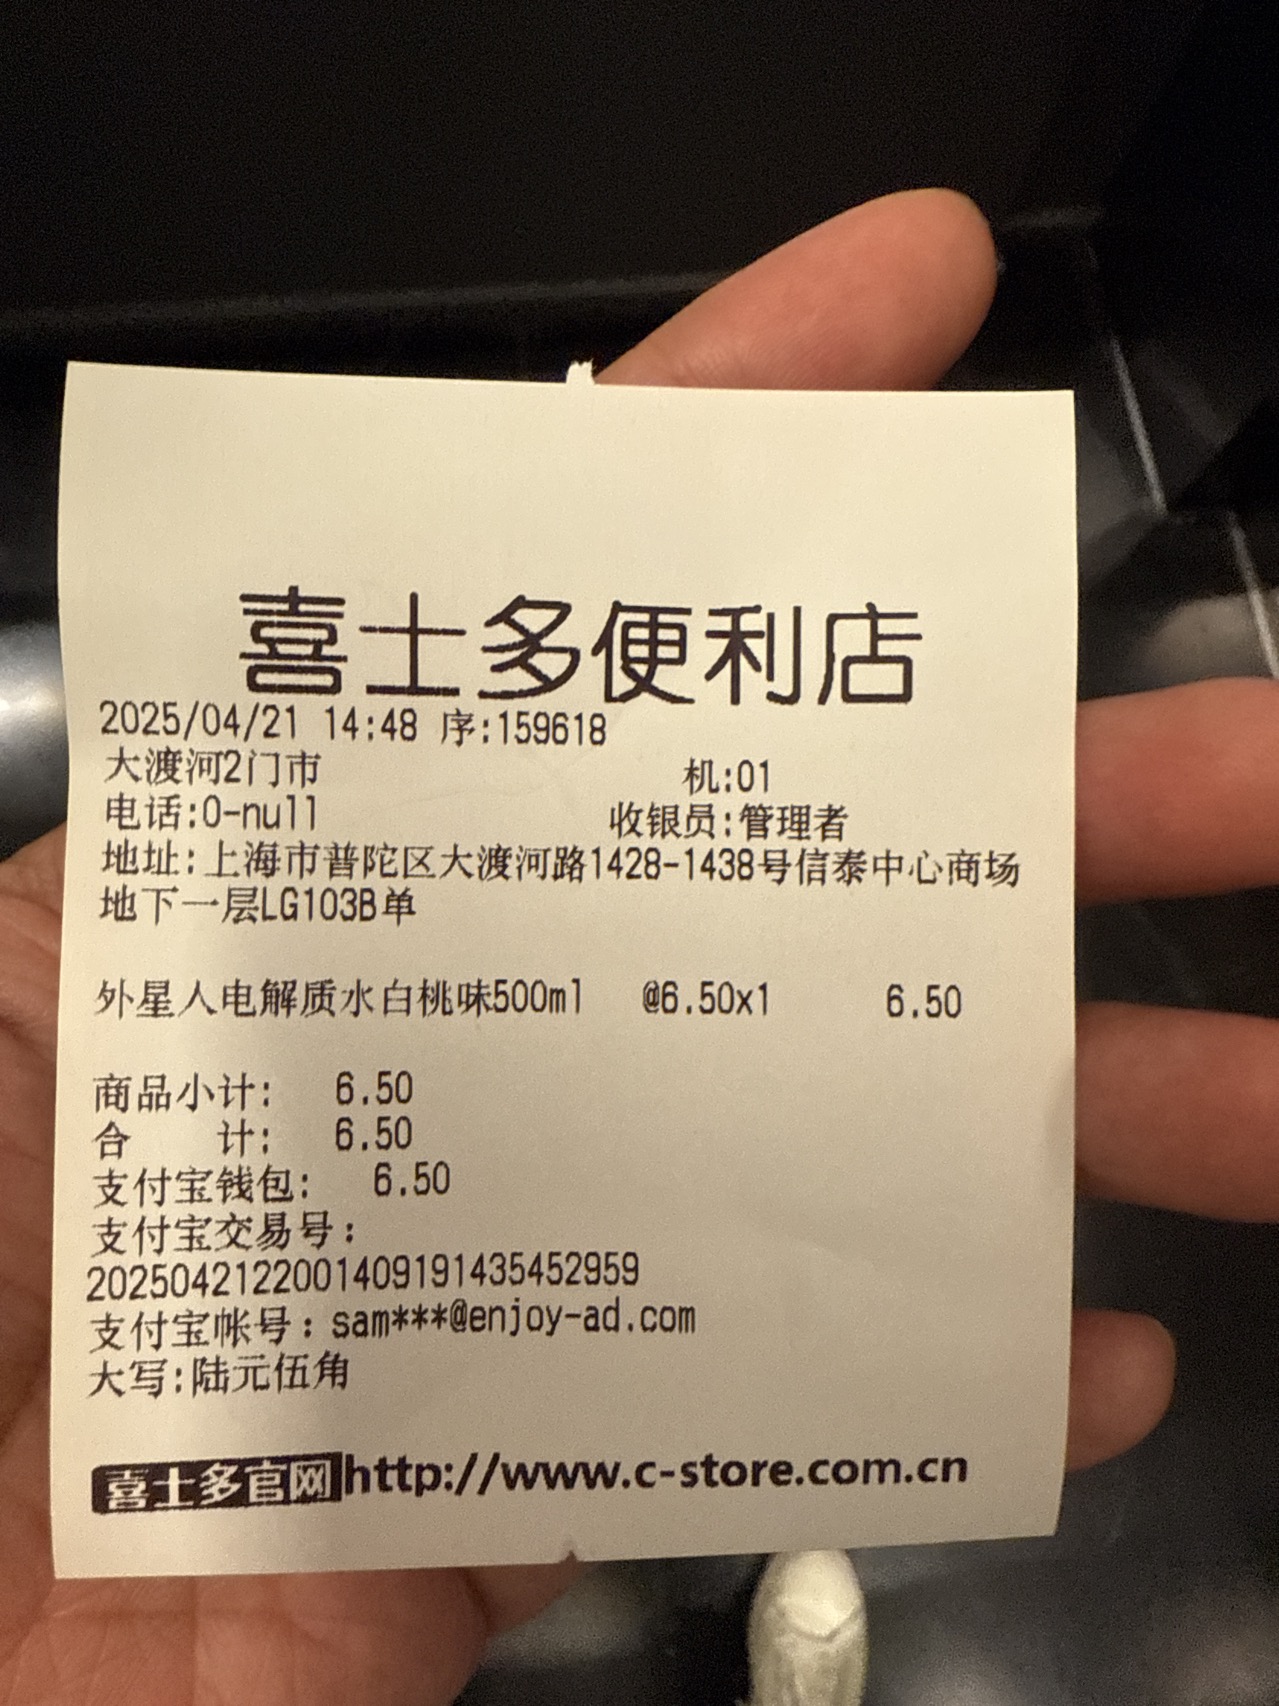 喜士多便利店
2025/04/21 14:48 序:159618
大渡河2门市 机:01
电话:0-null 收银员:管理者
地址:上海市普陀区大渡河路1428-1438号信泰中心商场
地下一层LG103B单
外星人电解质水白桃味500ml @6.50x1 6.50
商品小计: 6.50
合 计: 6.50
支付宝钱包: 6.50
支付宝交易号:
2025042122001409191435452959
支付宝帐号:sam***@enjoy-ad.com
大写:陆元伍角
喜士多官网http://www.c-store.com.cn